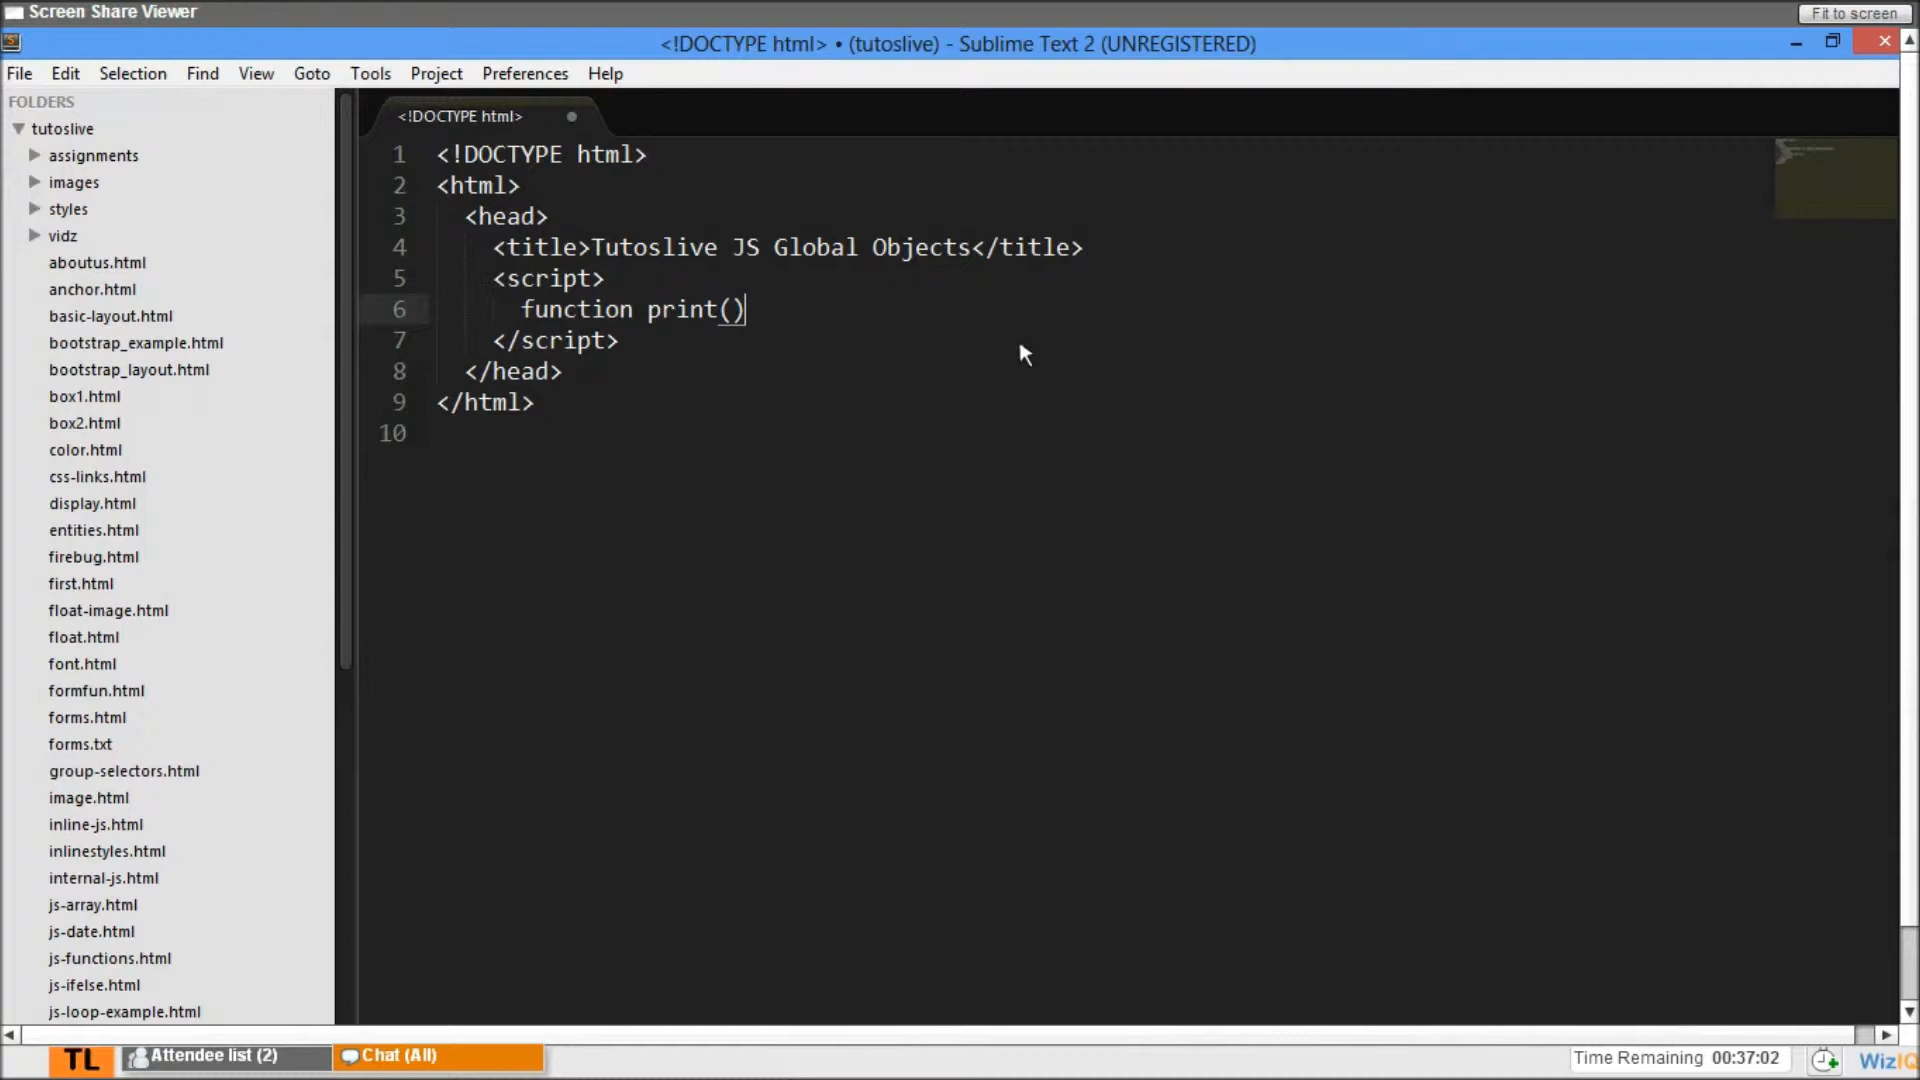 Screen Share Viewer
Fit to screen
<!DOCTYPE html> • (tutoslive) - Sublime Text 2 (UNREGISTERED)
File Edit Selection Find View Goto Tools Project Preferences Help
FOLDERS
tutoslive
assignments
images
styles
vidz
aboutus.html
anchor.html
basic-layout.html
bootstrap_example.html
bootstrap_layout.html
box1.html
box2.html
color.html
css-links.html
display.html
entities.html
firebug.html
first.html
float-image.html
float.html
font.html
formfun.html
forms.html
forms.txt
group-selectors.html
image.html
inline-js.html
inlinestyles.html
internal-js.html
js-array.html
js-date.html
js-functions.html
js-ifelse.html
js-loop-example.html
<!DOCTYPE html>
1 <!DOCTYPE html>
2 <html>
3 <head>
4 <title>Tutoslive JS Global Objects</title>
5 <script>
6 function print()
7 </script>
8 </head>
9 </html>
10
TL
Attendee list (2)
Chat (All)
Time Remaining 00:37:02
WizIQ